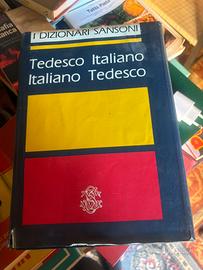 I DIZIONARI SANSONI
Tedesco Italiano
Italiano Tedesco